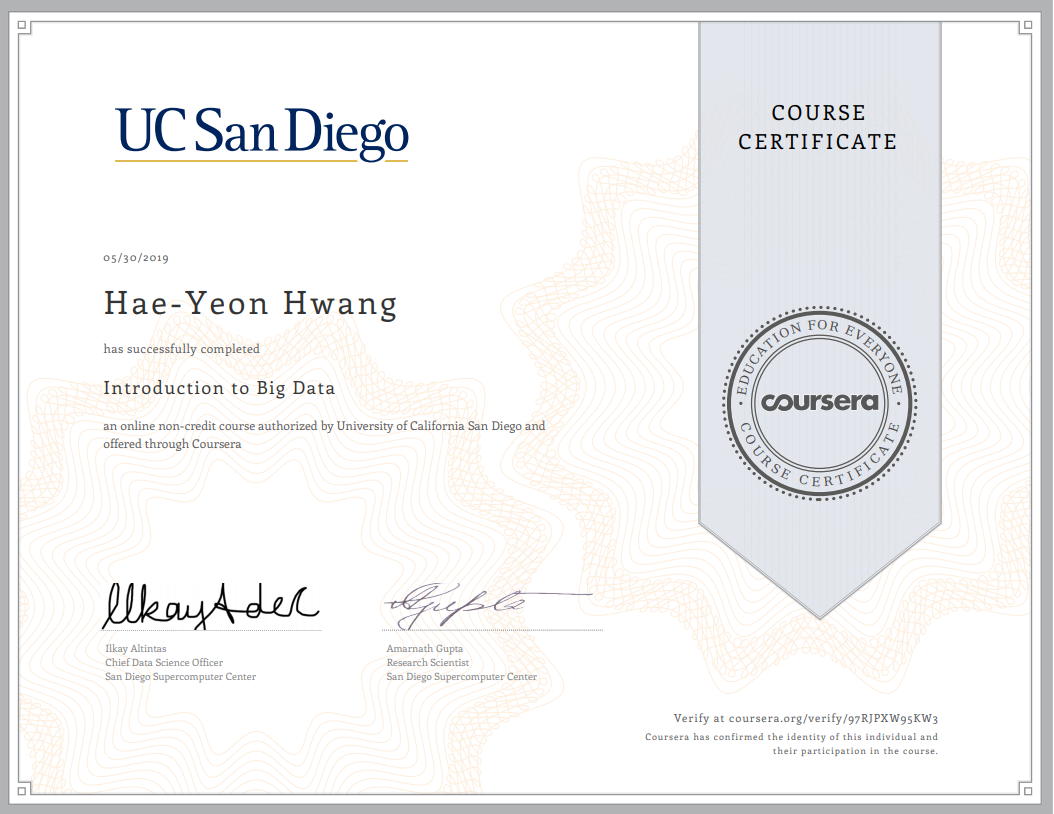 UC San Diego
COURSE
CERTIFICATE
05/30/2019
Hae-Yeon Hwang
has successfully completed
Introduction to Big Data
an online non-credit course authorized by University of California San Diego and
offered through Coursera
EDUCATION FOR EVERYONE
coursera
COURSE CERTIFICATE
Ilkay Altintas
Chief Data Science Officer
San Diego Supercomputer Center
Amarnath Gupta
Research Scientist
San Diego Supercomputer Center
Verify at coursera.org/verify/97RJPXW95KW3
Coursera has confirmed the identity of this individual and
their participation in the course.